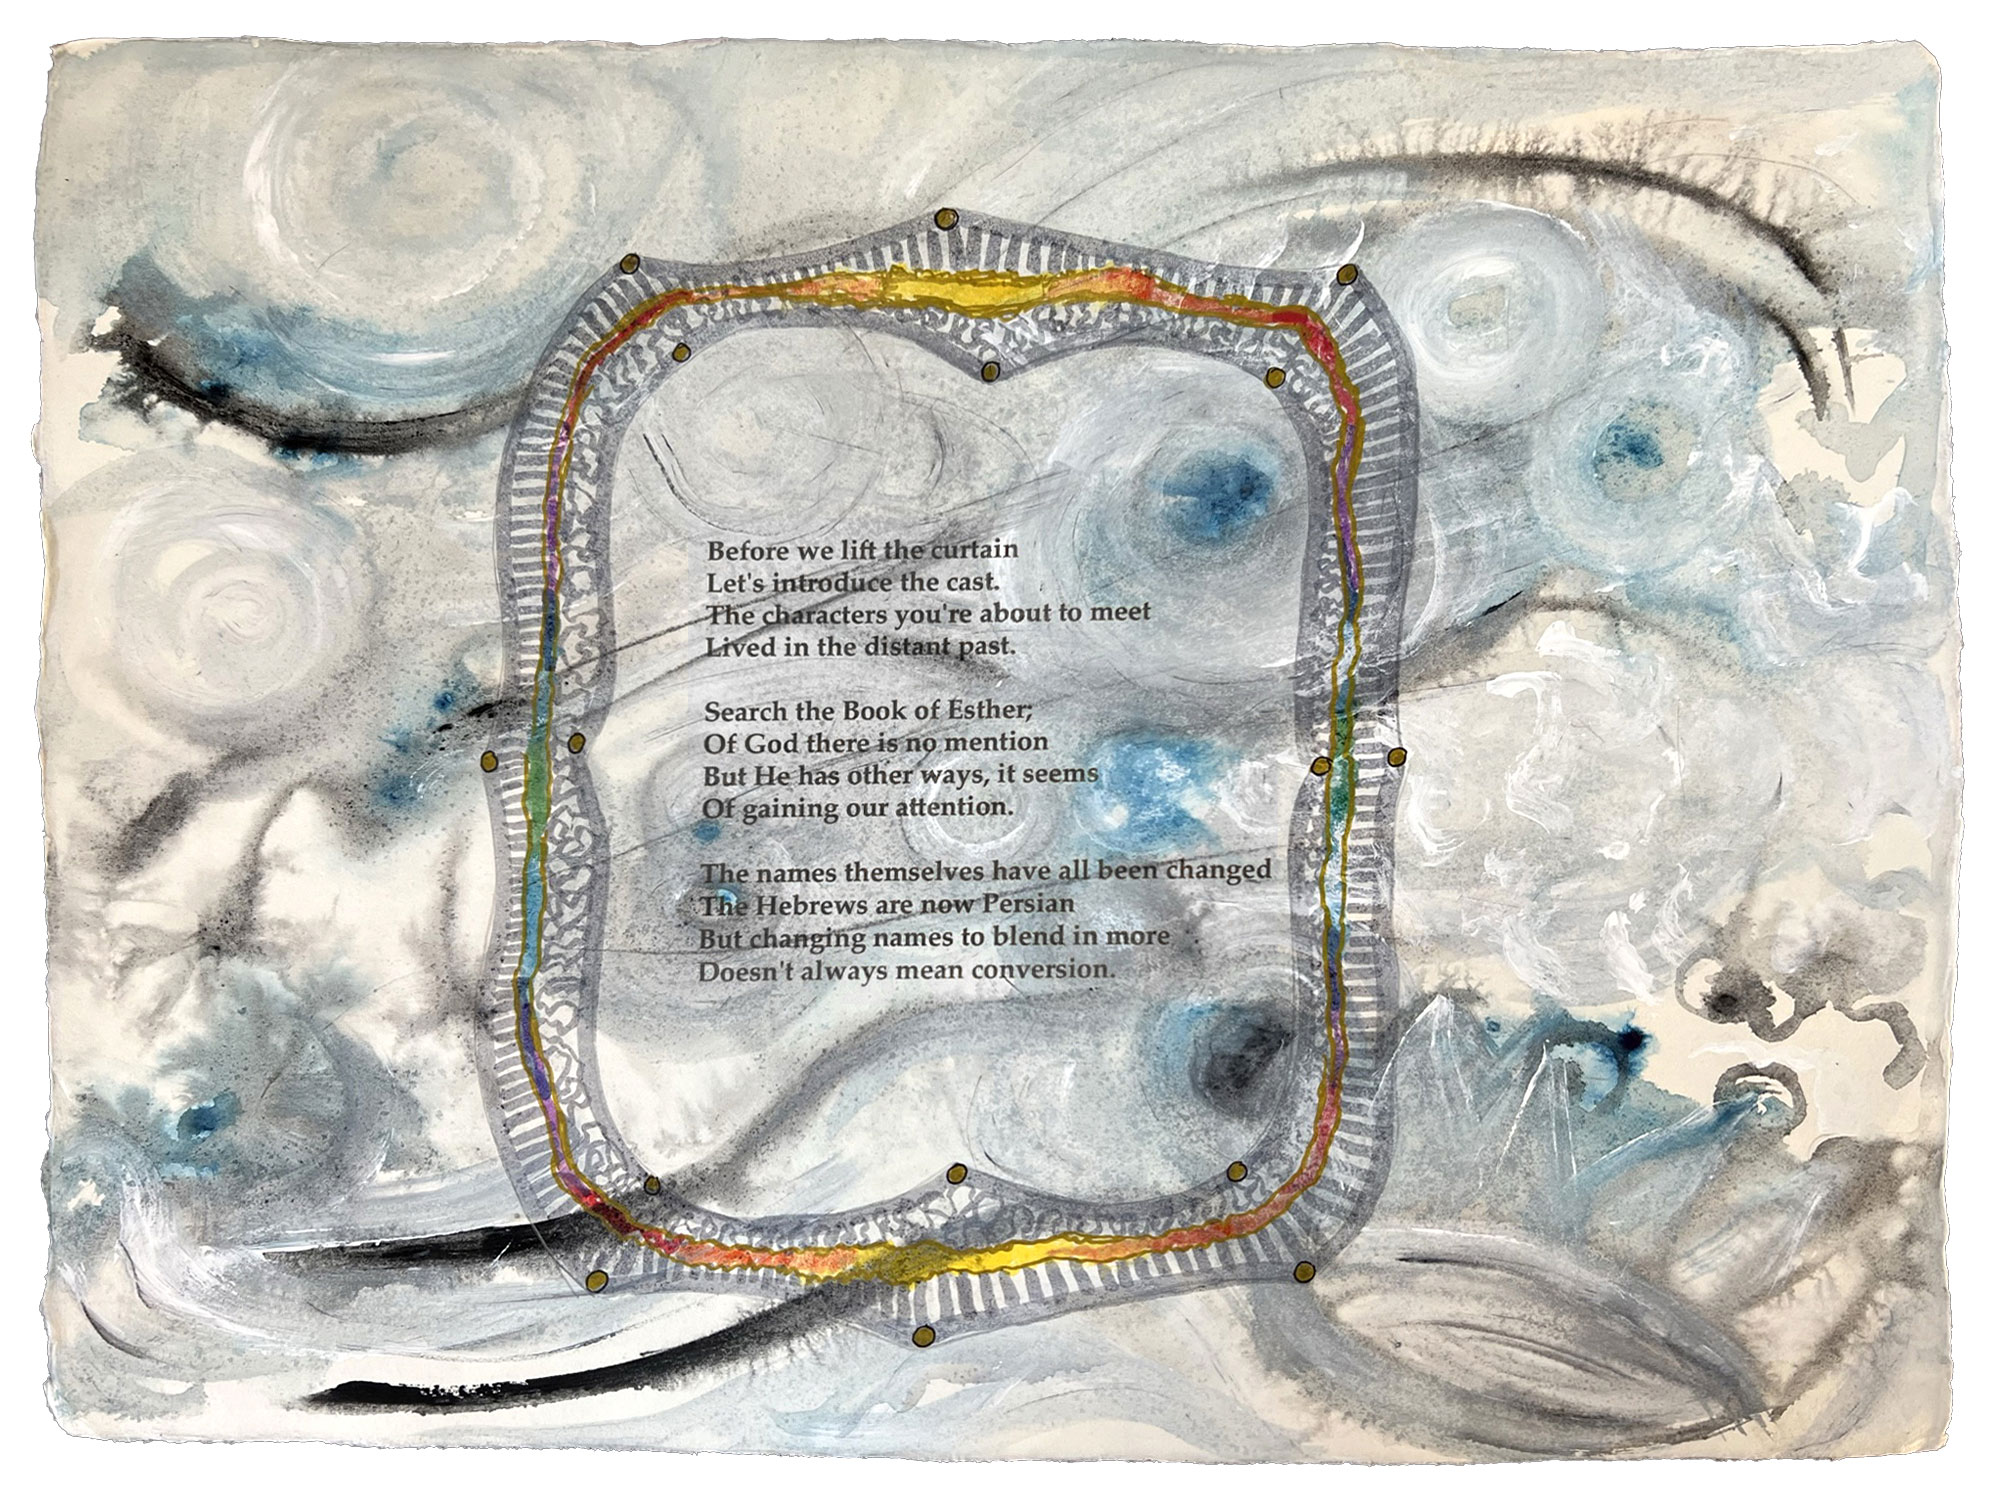 Before we lift the curtain
Let's introduce the cast.
The characters you're about to meet
Lived in the distant past.
Search the Book of Esther;
Of God there is no mention
But He has other ways, it seems
Of gaining our attention.
The names themselves have all been changed
The Hebrews are now Persian
But changing names to blend in more
Doesn't always mean conversion.